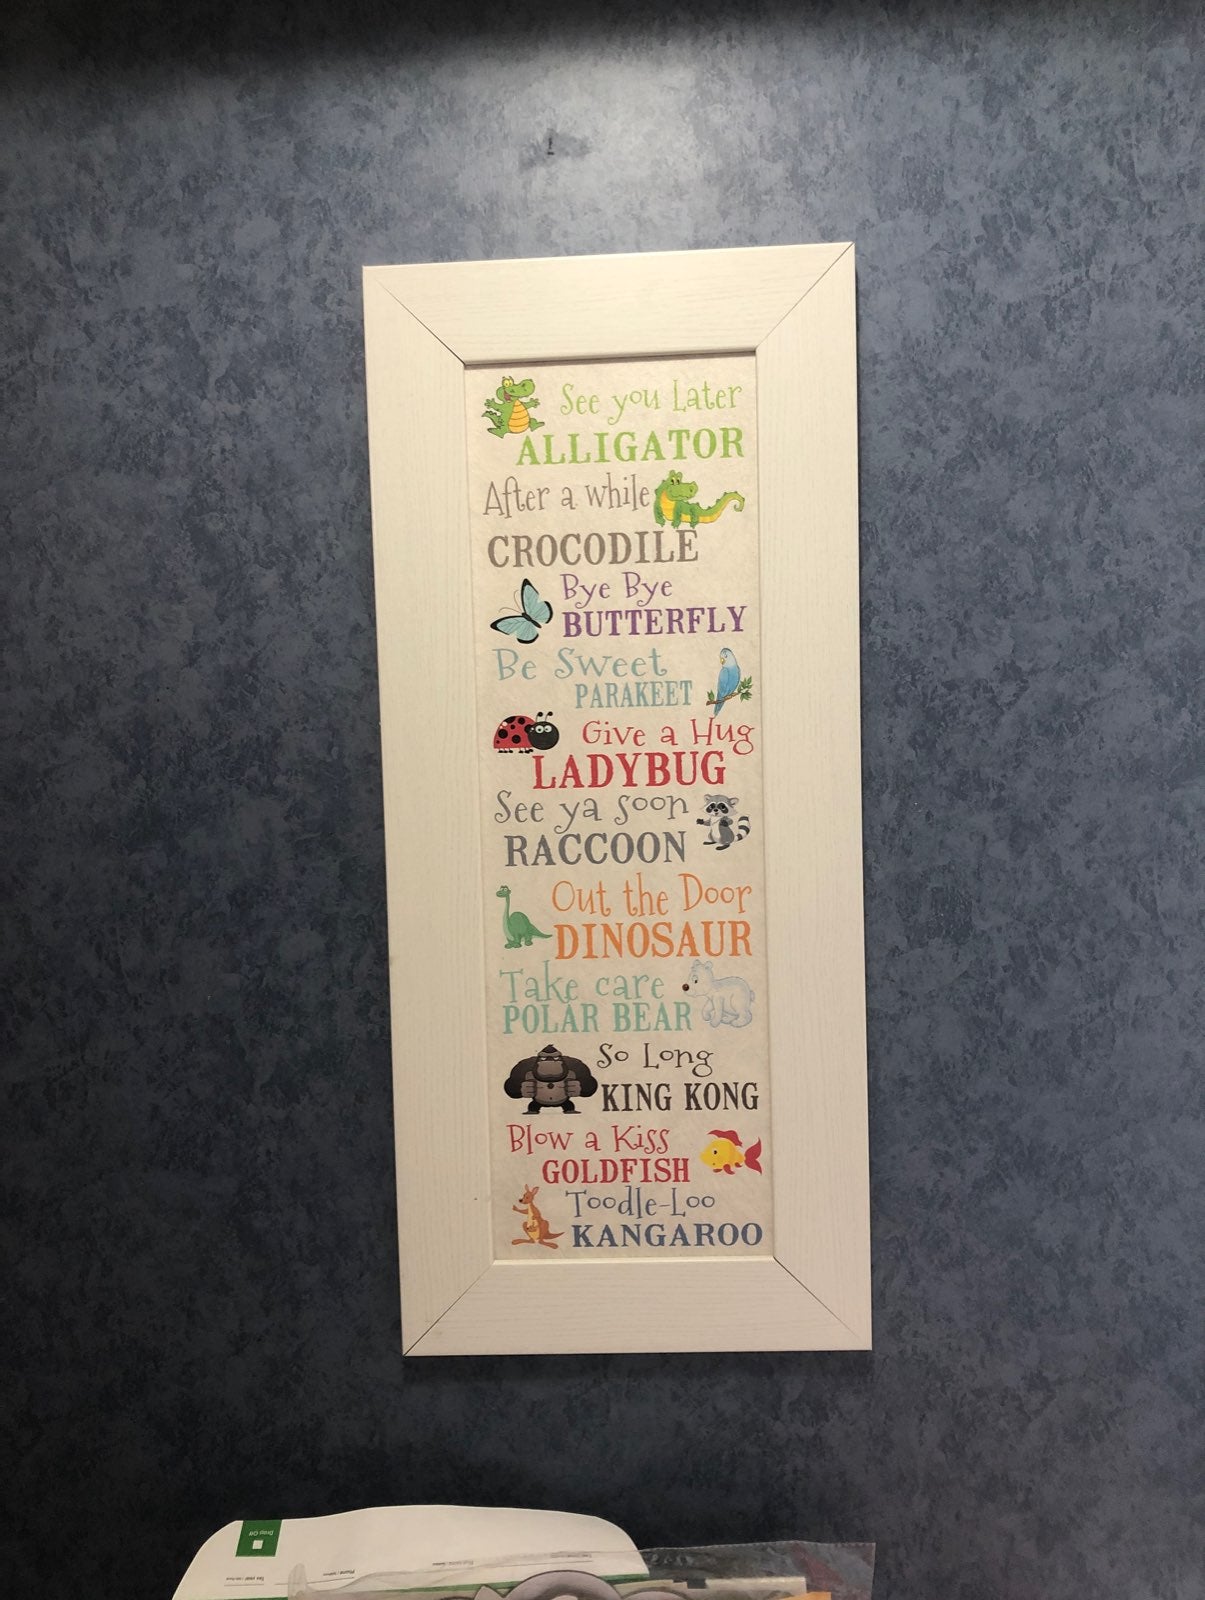 See you Later
ALLIGATOR
After a while
CROCODILE
Bye Bye
BUTTERFLY
Be Sweet
PARAKEET
Give a Hug
LADYBUG
See ya soon
RACCOON
Out the Door
DINOSAUR
Take care
POLAR BEAR
So Long
KING KONG
Blow a Kiss
GOLDFISH
Toodle-Loo
KANGAROO
Drop Off